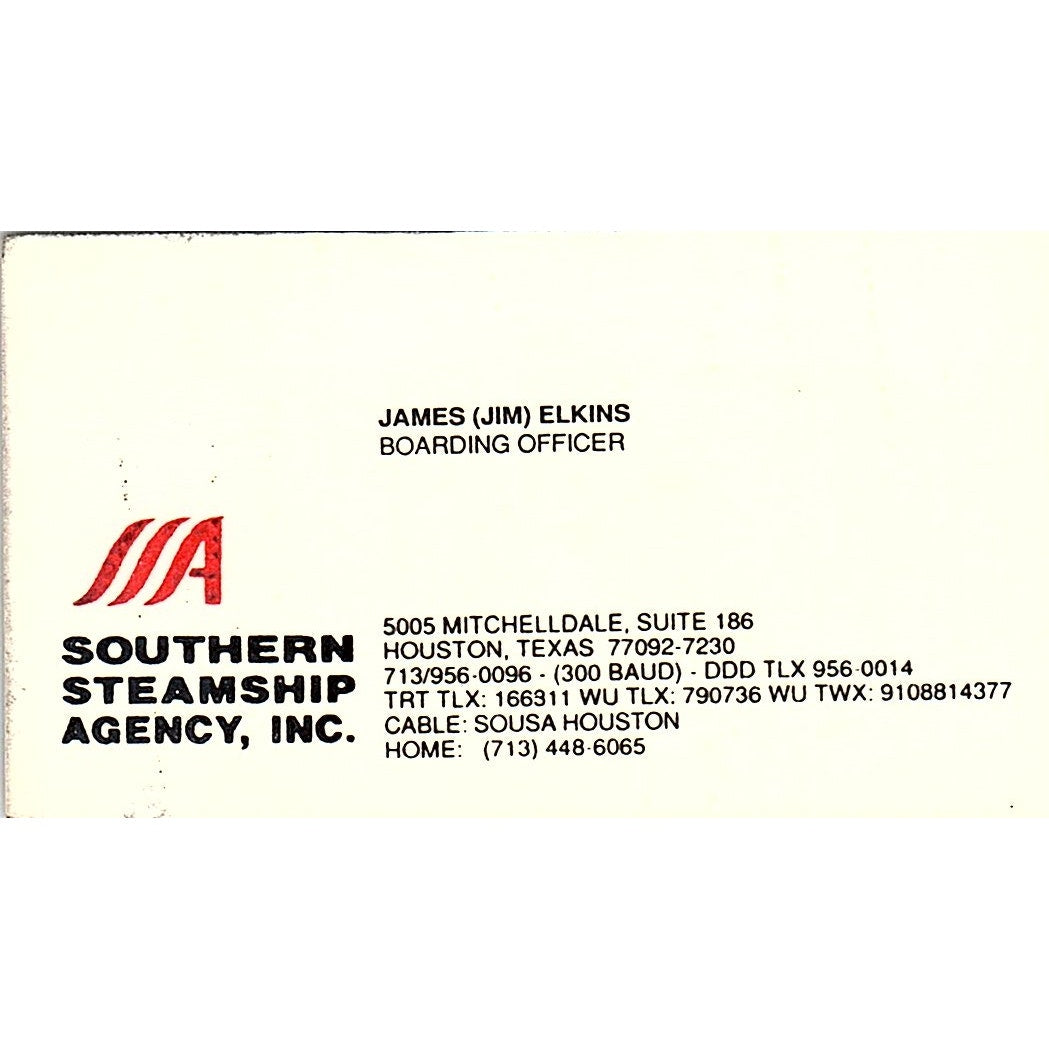 JAMES (JIM) ELKINS
BOARDING OFFICER
SOUTHERN
STEAMSHIP
AGENCY, INC.
5005 MITCHELLDALE, SUITE 186
HOUSTON, TEXAS 77092-7230
713/956-0096 - (300 BAUD) - DDD TLX 956-0014
TRT TLX: 166311 WU TLX: 790736 WU TWX: 9108814377
CABLE: SOUSA HOUSTON
HOME: (713) 448-6065